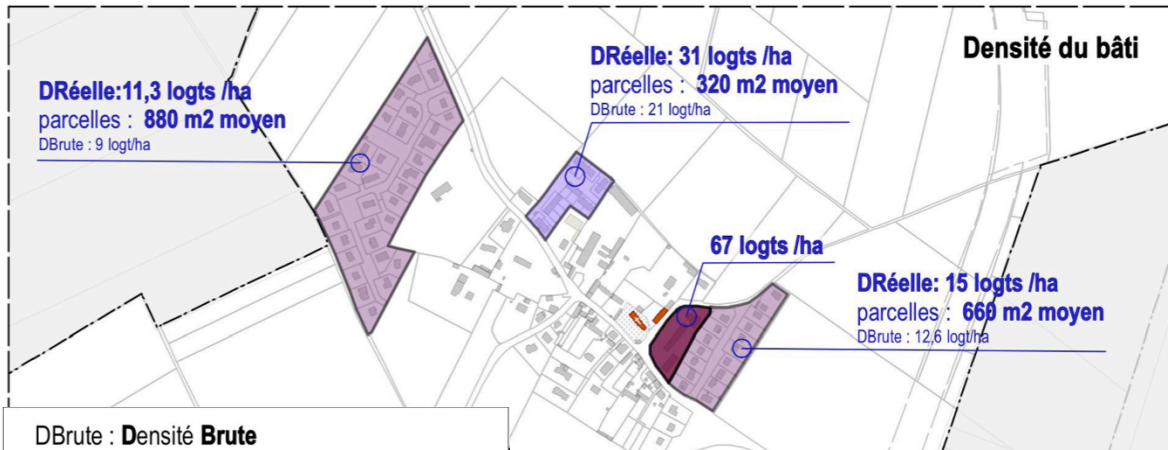 Densité du bâti
DRéelle:11,3 logts /ha
parcelles : 880 m2 moyen
DBrute : 9 logt/ha
DRéelle: 31 logts /ha
parcelles : 320 m2 moyen
DBrute : 21 logt/ha
67 logts /ha
DRéelle: 15 logts /ha
parcelles : 660 m2 moyen
DBrute : 12,6 logt/ha
DBrute : Densité Brute